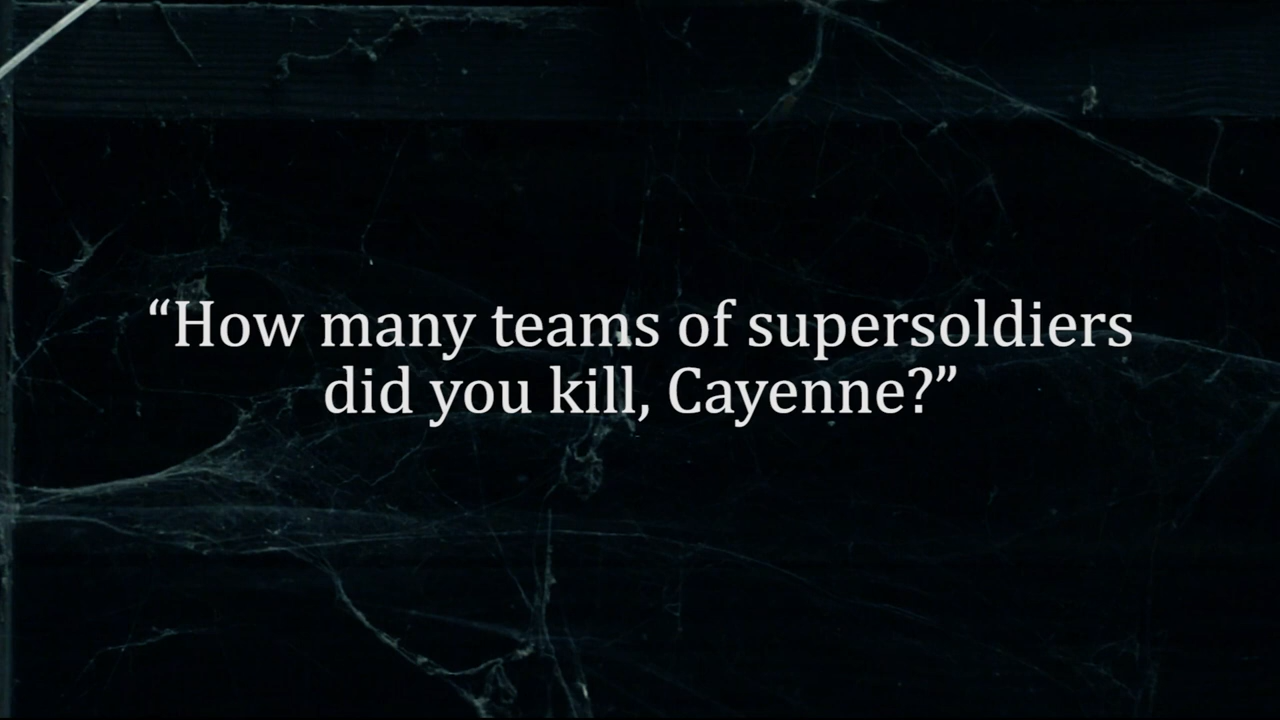 “How many teams of supersoldiers
did you kill, Cayenne?”